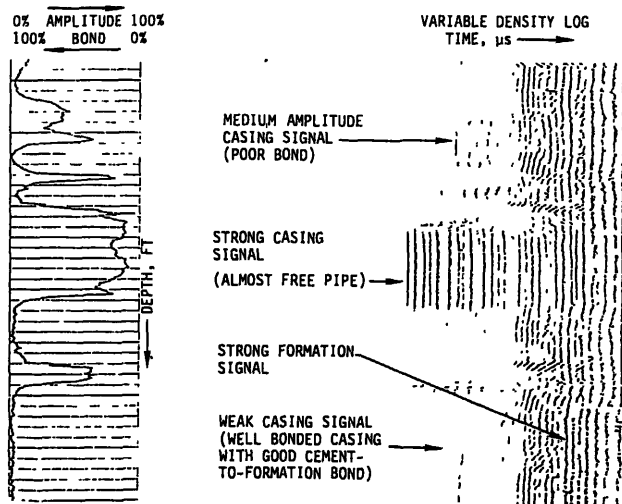 0% AMPLITUDE 100%
100% BOND 0%
DEPTH, FT
VARIABLE DENSITY LOG
TIME, µs
MEDIUM AMPLITUDE
CASING SIGNAL
(POOR BOND)
STRONG CASING
SIGNAL
(ALMOST FREE PIPE)
STRONG FORMATION
SIGNAL
WEAK CASING SIGNAL
(WELL BONDED CASING
WITH GOOD CEMENT-
TO-FORMATION BOND)